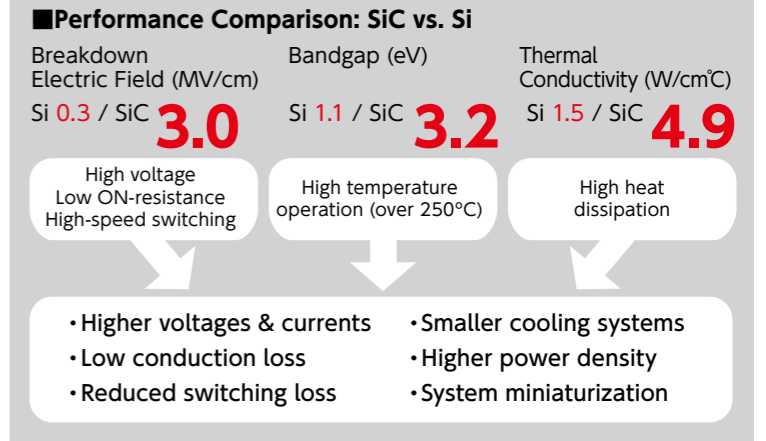 ■Performance Comparison: SiC vs. Si
Breakdown
Electric Field (MV/cm)
Si 0.3 / SiC 3.0
High voltage
Low ON-resistance
High-speed switching
Bandgap (eV)
Si 1.1 / SiC 3.2
High temperature
operation (over 250°C)
Thermal
Conductivity (W/cm℃)
Si 1.5 / SiC 4.9
High heat
dissipation
・Higher voltages & currents
・Low conduction loss
・Reduced switching loss
・Smaller cooling systems
・Higher power density
・System miniaturization